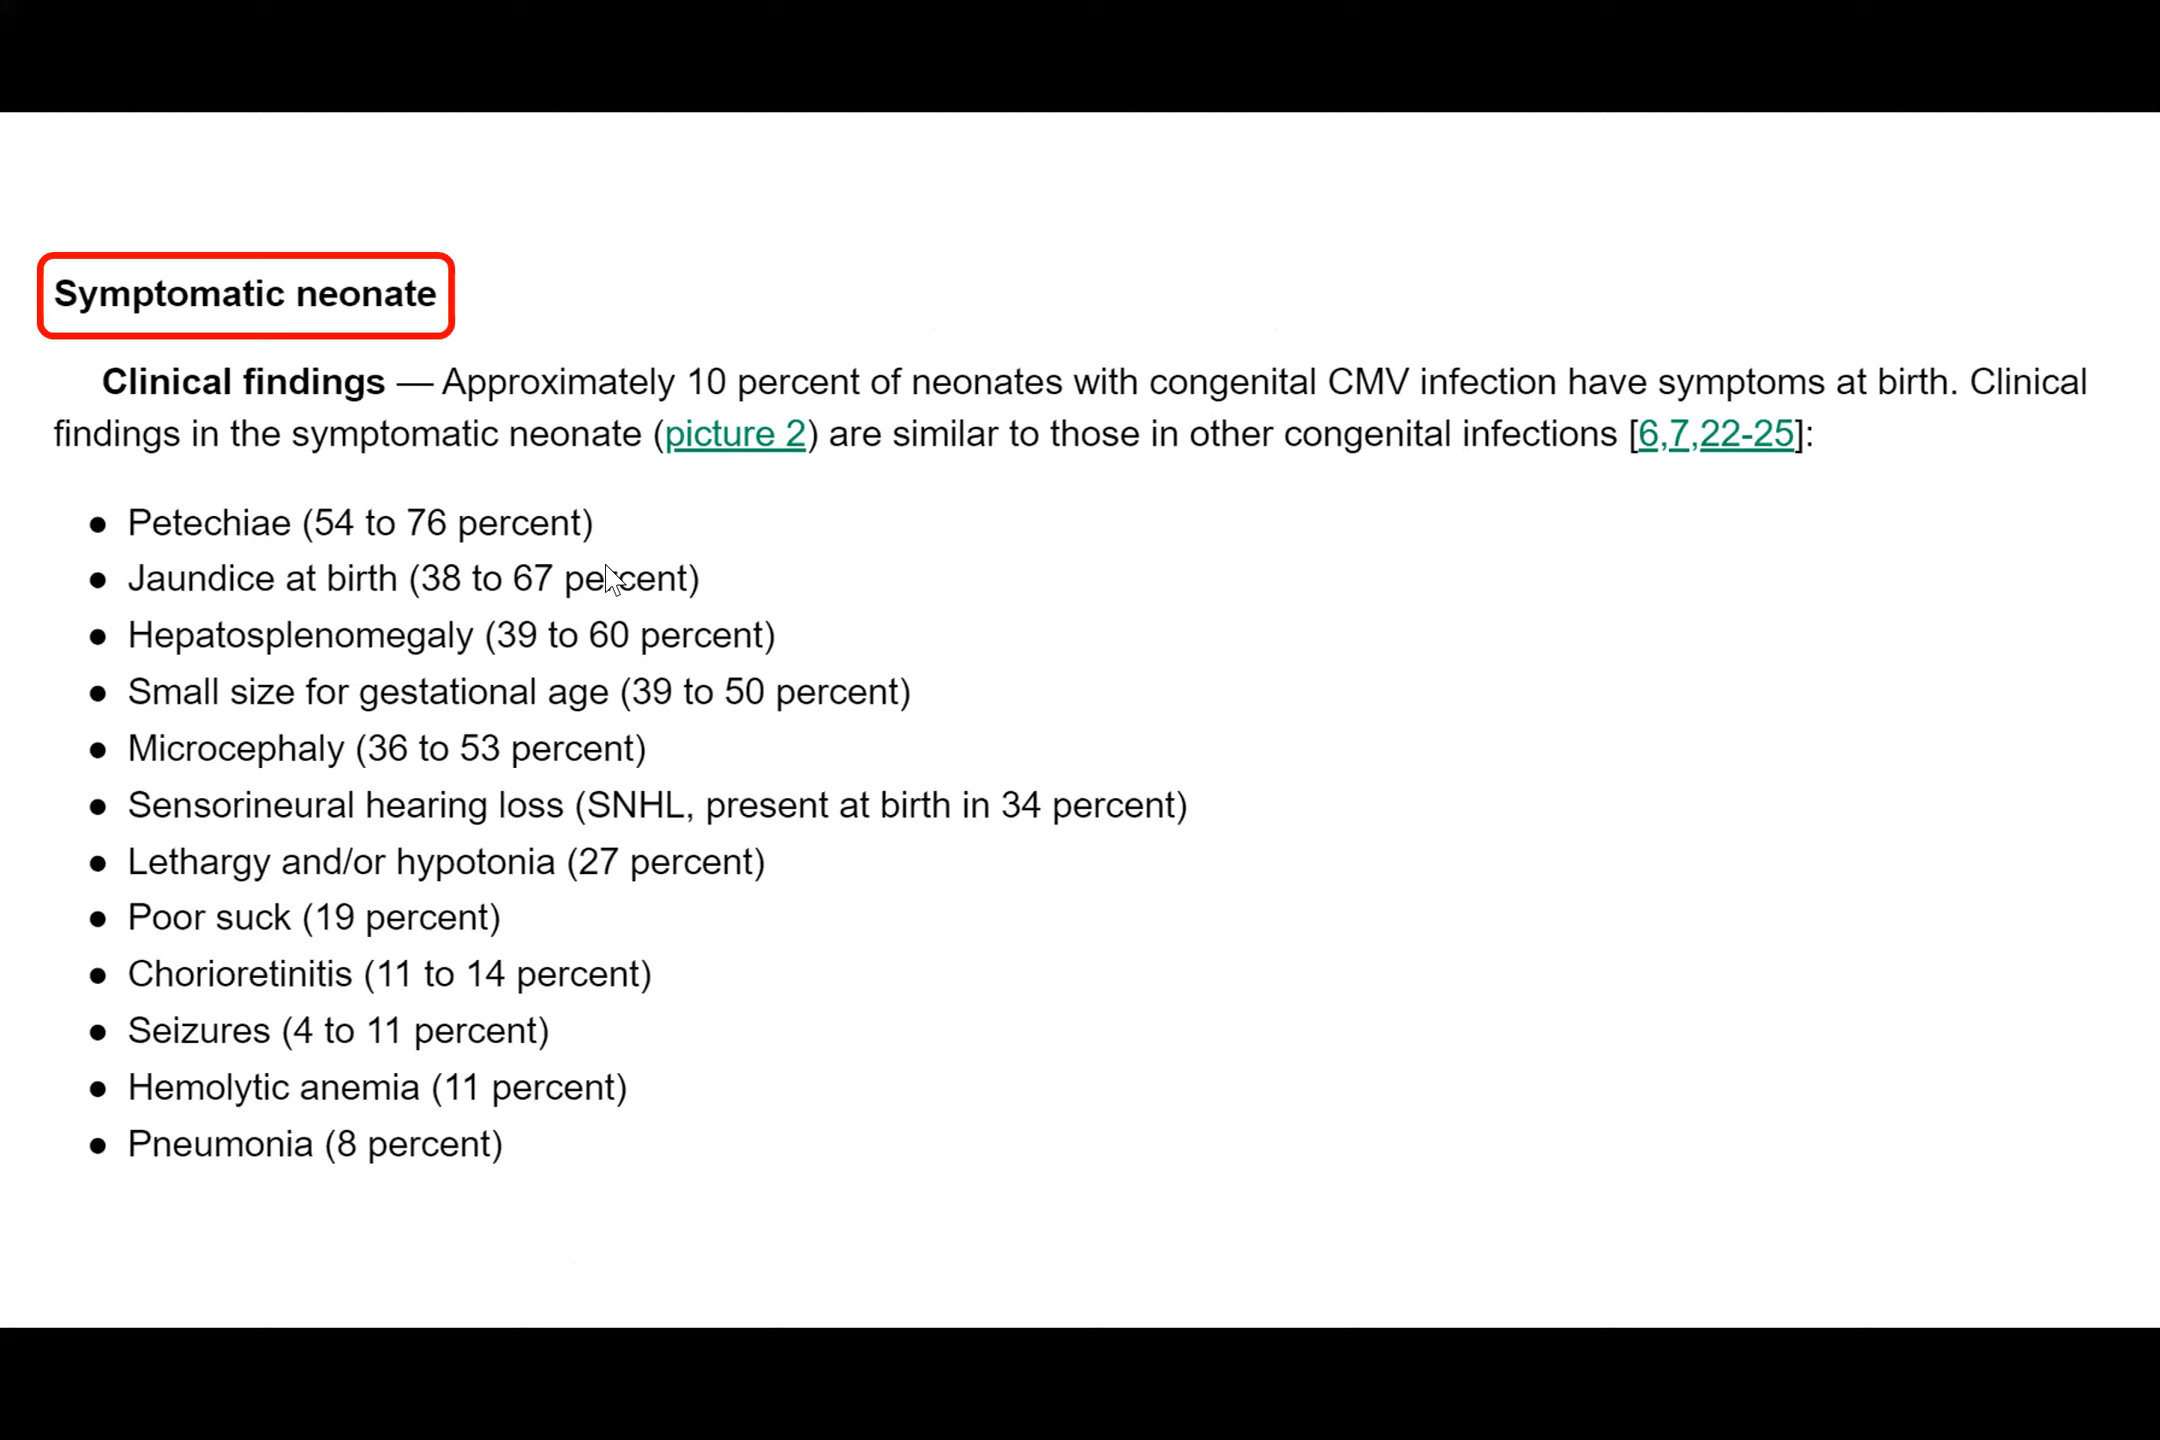 Symptomatic neonate
Clinical findings — Approximately 10 percent of neonates with congenital CMV infection have symptoms at birth. Clinical
findings in the symptomatic neonate (picture 2) are similar to those in other congenital infections [6,7,22-25]:
● Petechiae (54 to 76 percent)
● Jaundice at birth (38 to 67 percent)
● Hepatosplenomegaly (39 to 60 percent)
● Small size for gestational age (39 to 50 percent)
● Microcephaly (36 to 53 percent)
● Sensorineural hearing loss (SNHL, present at birth in 34 percent)
● Lethargy and/or hypotonia (27 percent)
● Poor suck (19 percent)
● Chorioretinitis (11 to 14 percent)
● Seizures (4 to 11 percent)
● Hemolytic anemia (11 percent)
● Pneumonia (8 percent)